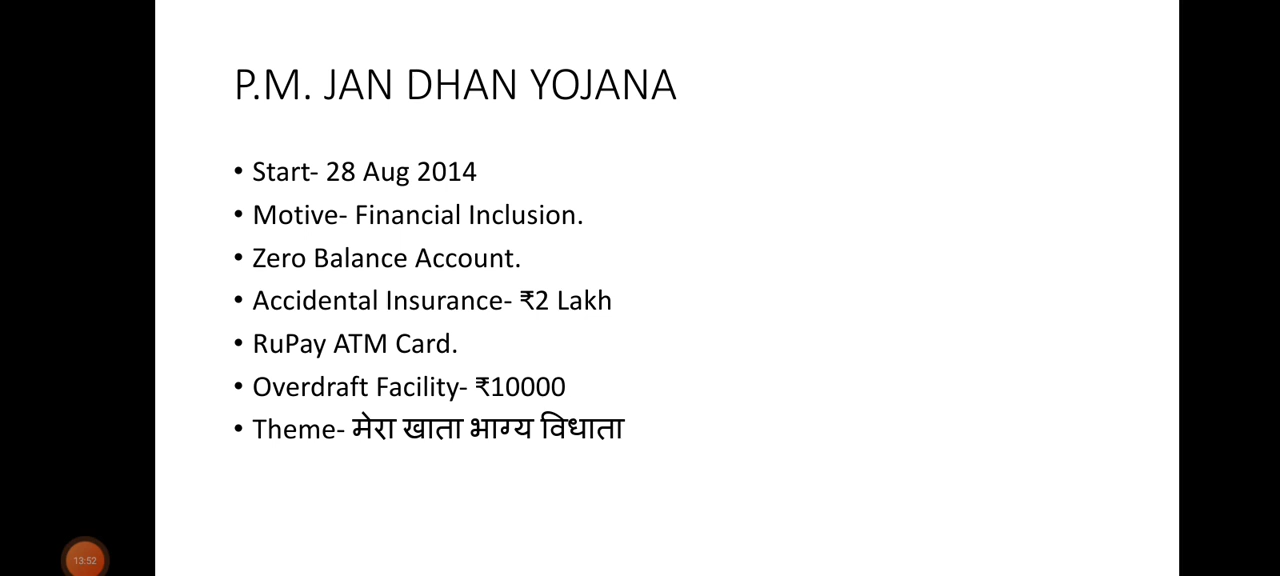 P.M. JAN DHAN YOJANA
• Start- 28 Aug 2014
• Motive- Financial Inclusion.
• Zero Balance Account.
• Accidental Insurance- ₹2 Lakh
• RuPay ATM Card.
• Overdraft Facility- ₹10000
• Theme- मेरा खाता भाग्य विधाता
13:52